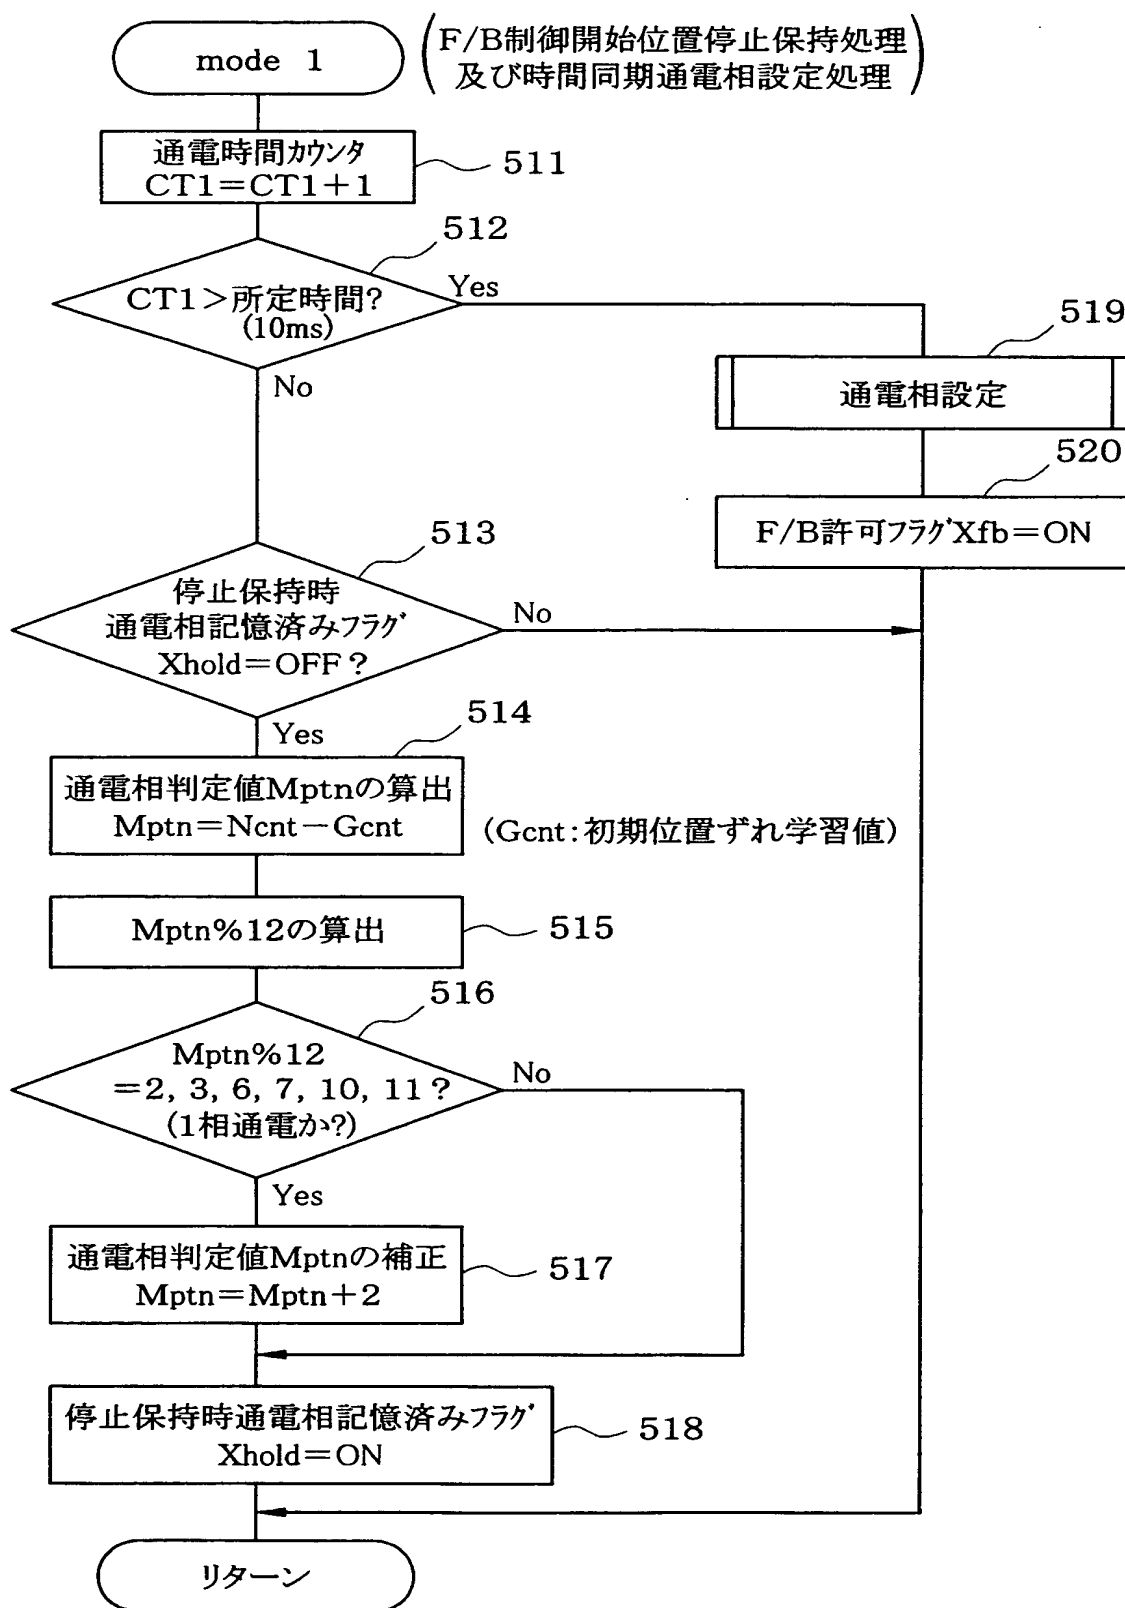 mode 1
F/B制御開始位置停止保持処理
及び時間同期通電相設定処理
通電時間カウンタ
CT1=CT1+1
511
512
CT1>所定時間?
(10ms)
Yes
No
519
通電相設定
520
F/B許可フラグXfb=ON
513
停止保持時
通電相記憶済みフラグ
Xhold=OFF?
No
Yes
514
通電相判定値Mptnの算出
Mptn=Ncnt-Gcnt
(Gcnt:初期位置ずれ学習値)
Mptn%12の算出
515
516
Mptn%12
=2, 3, 6, 7, 10, 11?
(1相通電か?)
No
Yes
通電相判定値Mptnの補正
Mptn=Mptn+2
517
停止保持時通電相記憶済みフラグ
Xhold=ON
518
リターン